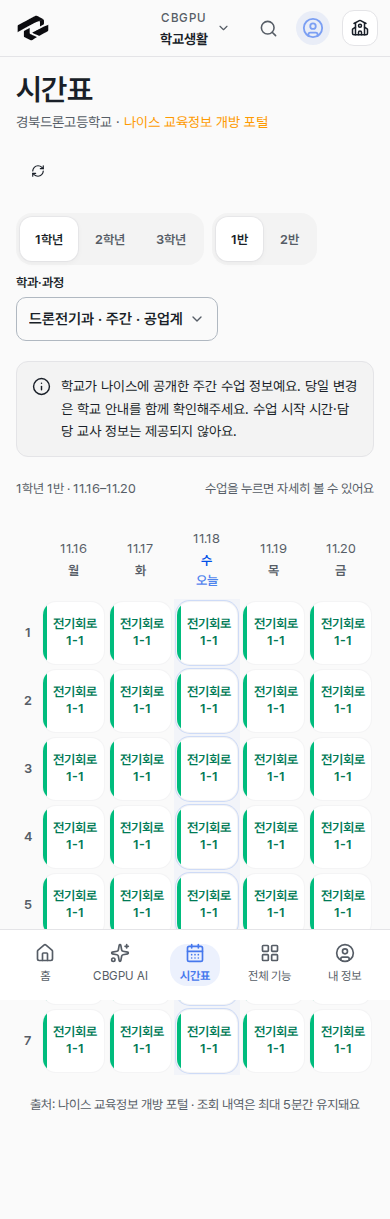 CBGPU
학교생활
시간표
경북드론고등학교 · 나이스 교육정보 개방 포털
1학년 2학년 3학년 1반 2반
학과·과정
드론전기과 · 주간 · 공업계
학교가 나이스에 공개한 주간 수업 정보예요. 당일 변경
은 학교 안내를 함께 확인해주세요. 수업 시작 시간·담
당 교사 정보는 제공되지 않아요.
1학년 1반 · 11.16–11.20 수업을 누르면 자세히 볼 수 있어요
11.16 11.17 11.18 11.19 11.20
월 화 수 목 금
오늘
전기회로 전기회로 전기회로 전기회로 전기회로
1 1-1 1-1 1-1 1-1 1-1
전기회로 전기회로 전기회로 전기회로 전기회로
2 1-1 1-1 1-1 1-1 1-1
전기회로 전기회로 전기회로 전기회로 전기회로
3 1-1 1-1 1-1 1-1 1-1
전기회로 전기회로 전기회로 전기회로 전기회로
4 1-1 1-1 1-1 1-1 1-1
전기회로 전기회로 전기회로 전기회로 전기회로
5 1-1 1-1 1-1 1-1 1-1
홈 CBGPU AI 시간표 전체 기능 내 정보
전기회로 전기회로 전기회로 전기회로 전기회로
7 1-1 1-1 1-1 1-1 1-1
출처: 나이스 교육정보 개방 포털 · 조회 내역은 최대 5분간 유지돼요